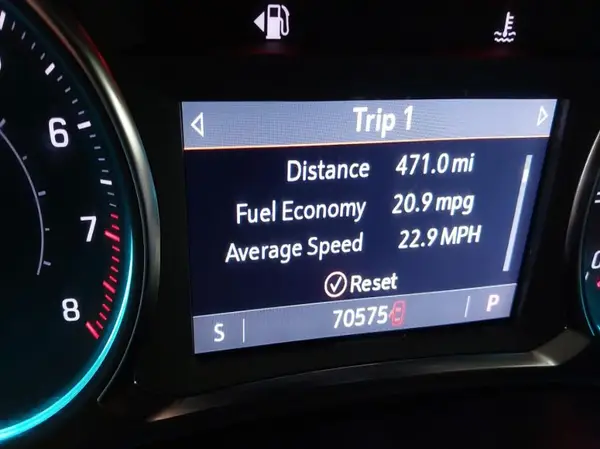 Trip 1
Distance 471.0 mi
Fuel Economy 20.9 mpg
Average Speed 22.9 MPH
Reset
S 70575 P
6
7
8